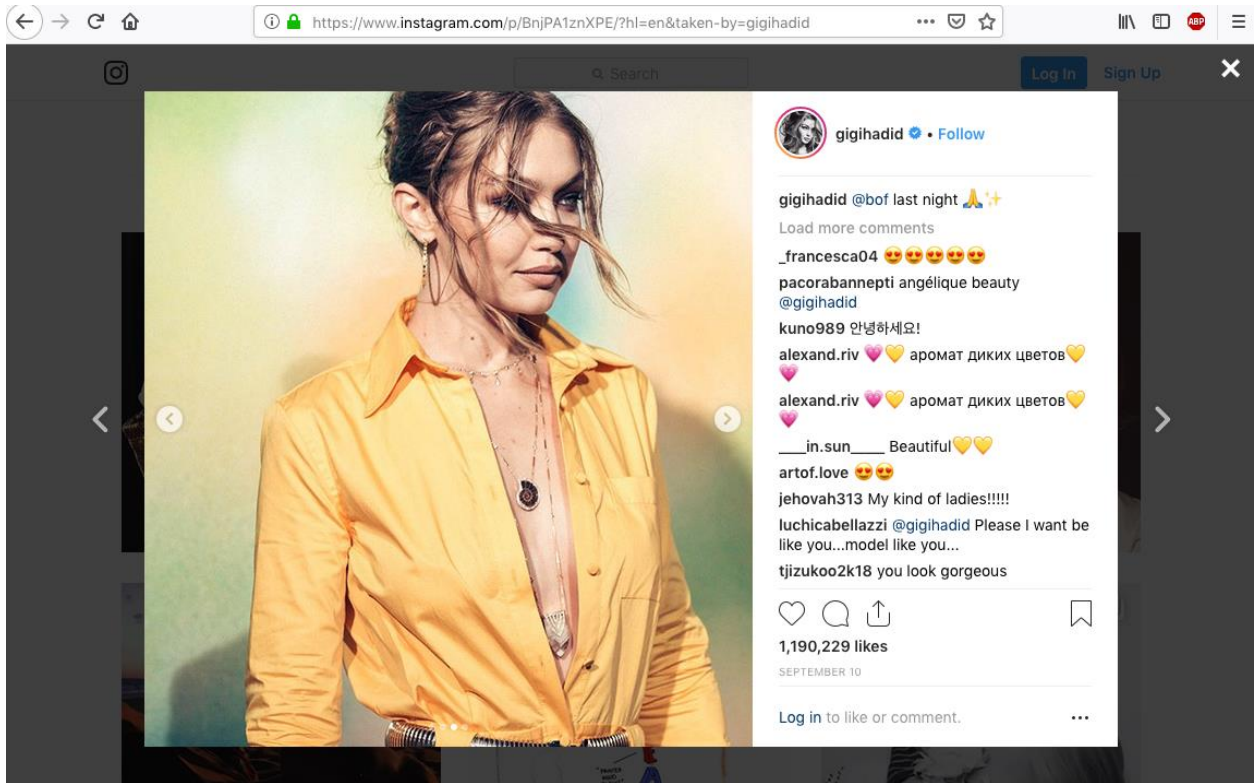 https://www.instagram.com/p/BnjPA1znXPE/?hl=en&taken-by=gigihadid
ABP
Search
Log In
Sign Up
gigihadid • Follow
gigihadid @bof last night 🙏✨
Load more comments
_francesca04 😍😍😍😍😍
pacorabannepti angélique beauty
@gigihadid
kuno989 안녕하세요!
alexand.riv 💗💛 аромат диких цветов💛
💗
alexand.riv 💗💛 аромат диких цветов💛
💗
____in.sun____ Beautiful💛💛
artof.love 😍😍
jehovah313 My kind of ladies!!!!!
luchicabellazzi @gigihadid Please I want be
like you...model like you...
tjizukoo2k18 you look gorgeous
1,190,229 likes
SEPTEMBER 10
Log in to like or comment.